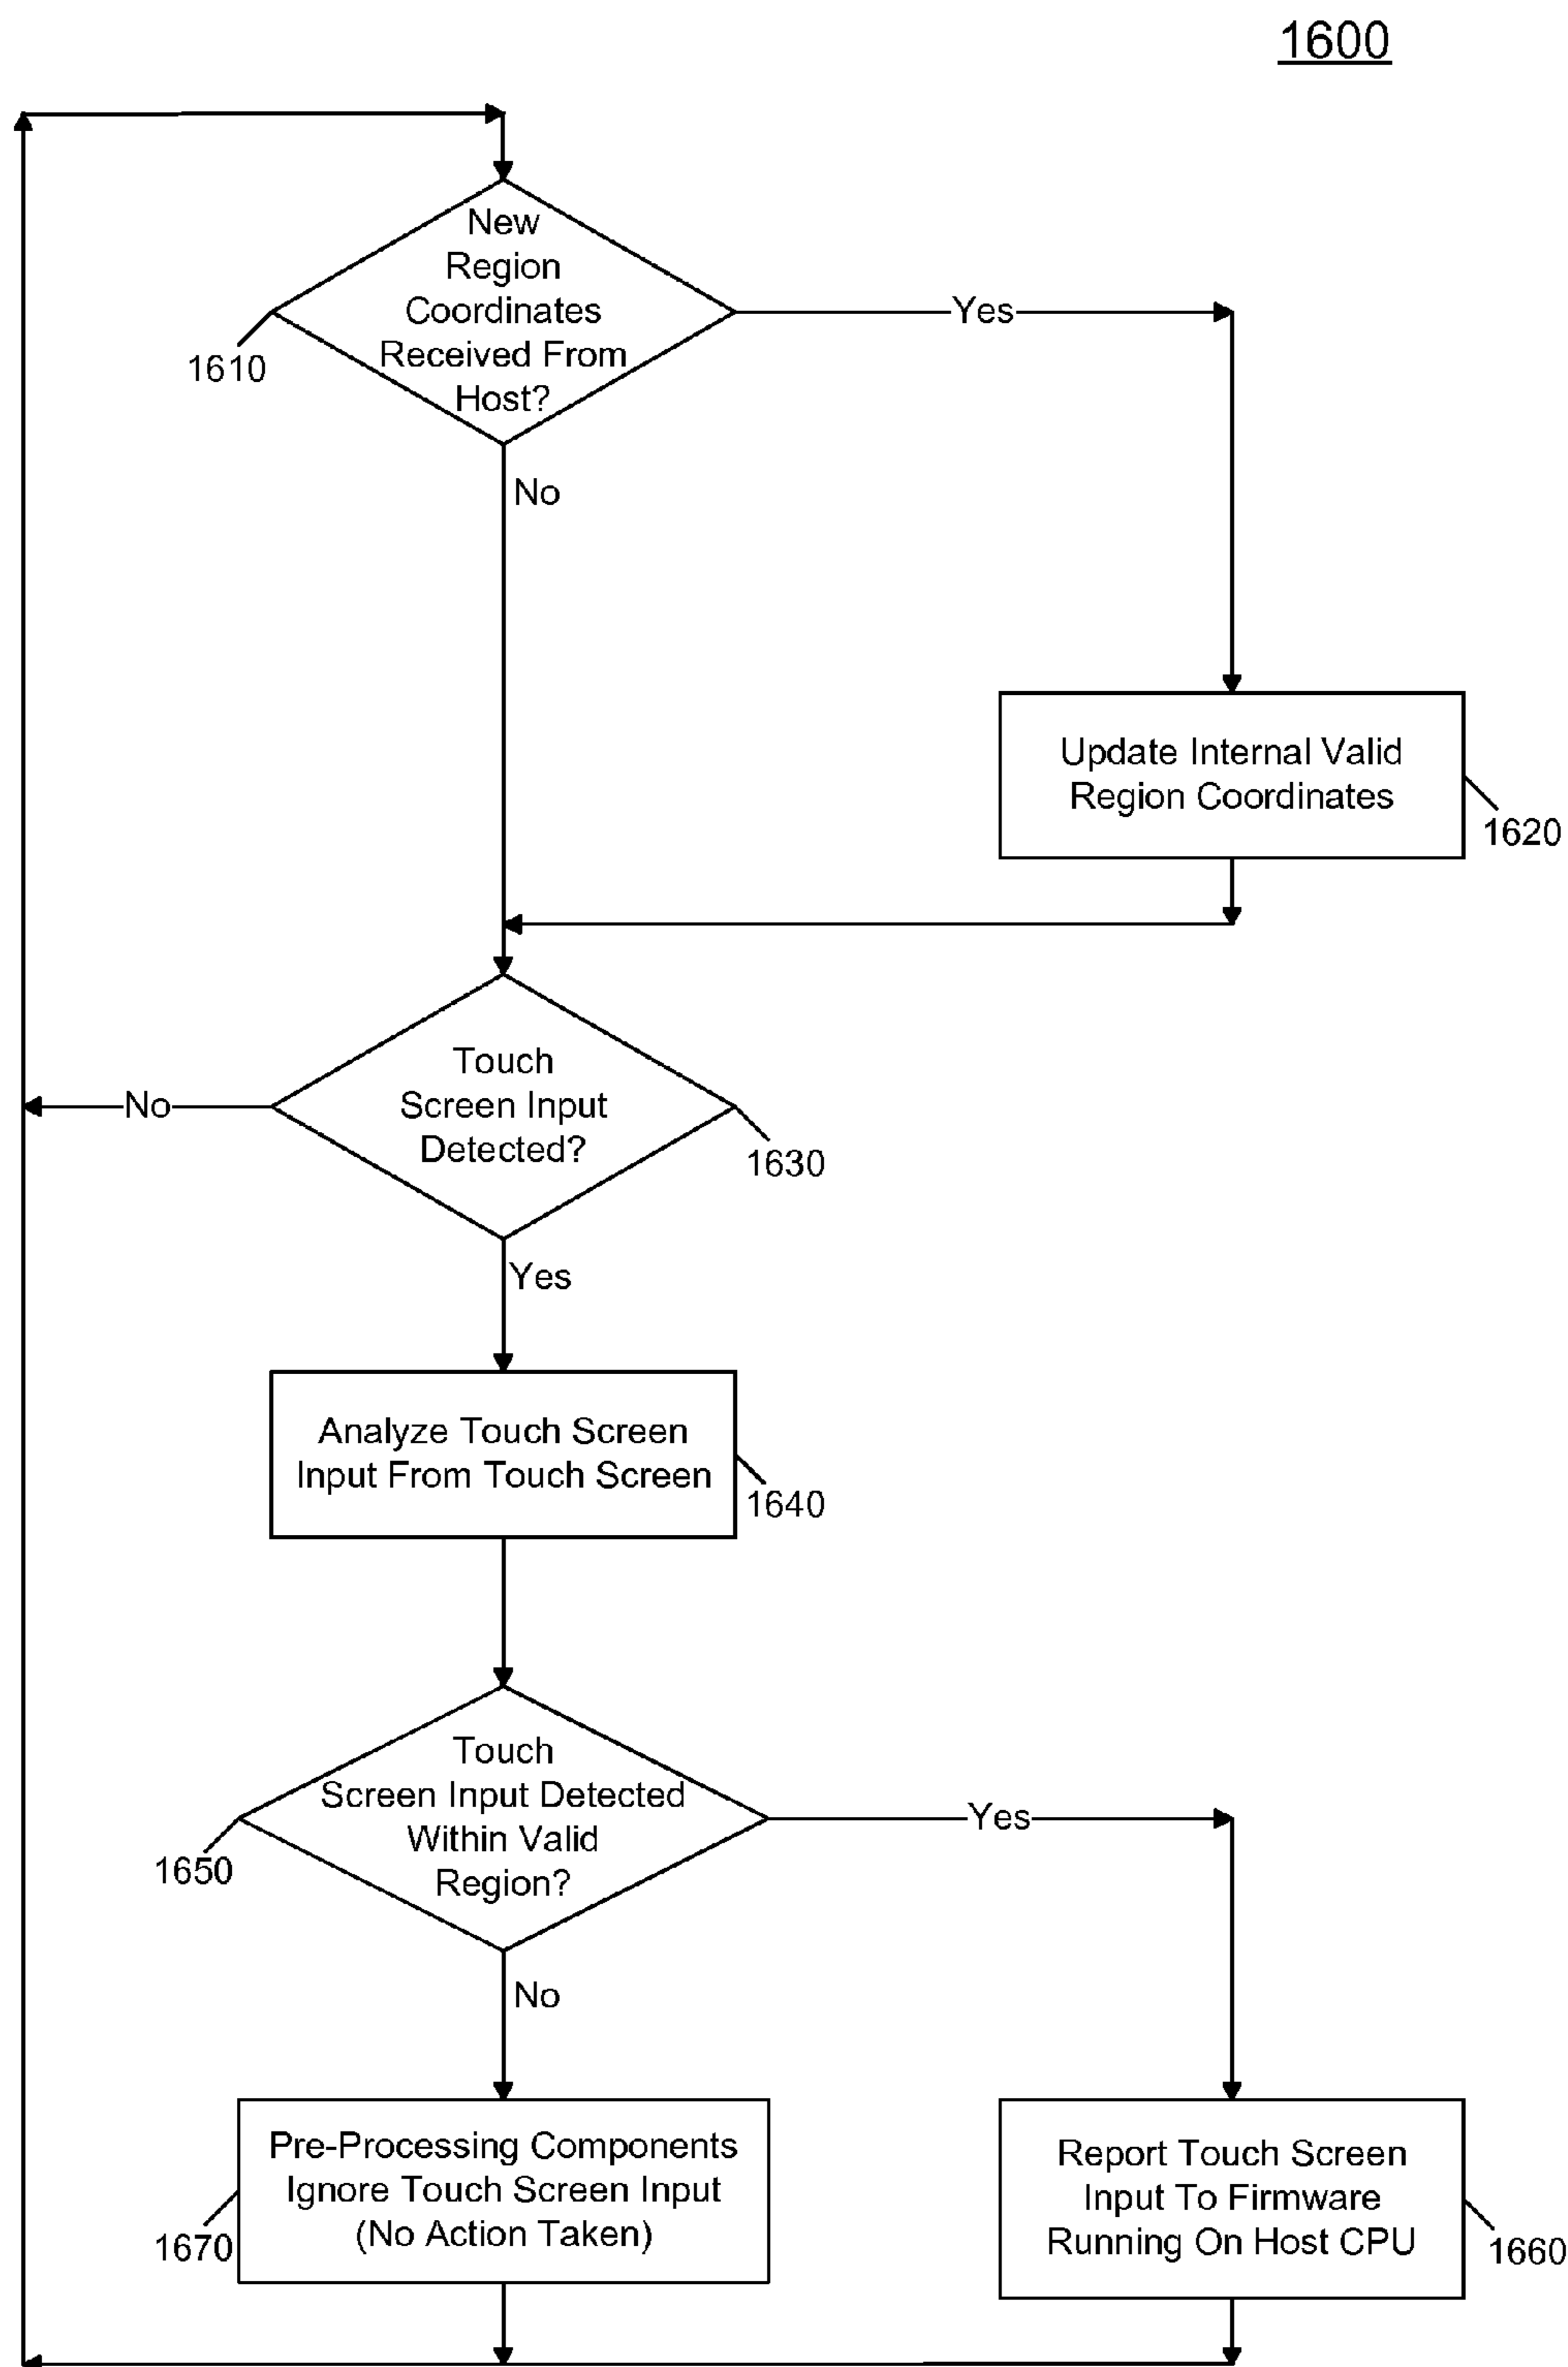 1600
New
Region
Coordinates
Received From
Host?
1610
Yes
No
Update Internal Valid
Region Coordinates
1620
Touch
Screen Input
Detected?
No
1630
Yes
Analyze Touch Screen
Input From Touch Screen
1640
Touch
Screen Input Detected
Within Valid
Region?
1650
Yes
No
Pre-Processing Components
Ignore Touch Screen Input
(No Action Taken)
1670
Report Touch Screen
Input To Firmware
Running On Host CPU
1660